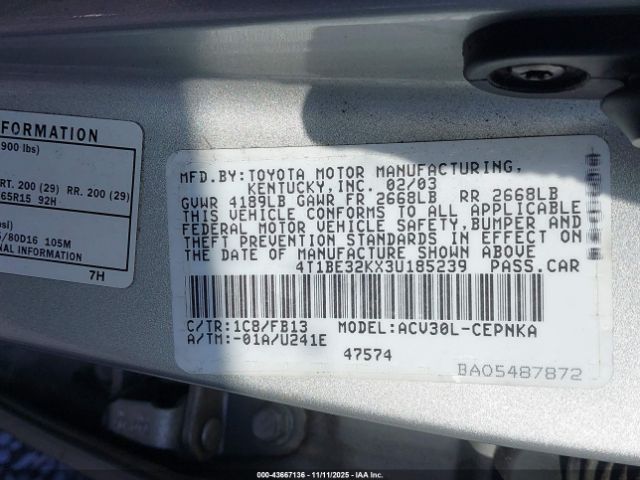 FORMATION
900 lbs)
RT. 200 (29) RR. 200 (29)
65R15 92H
si)
/80D16 105M
NAL INFORMATION
7H
MFD.BY:TOYOTA MOTOR MANUFACTURING,
KENTUCKY,INC. 02/03
GVWR 4189LB GAWR FR 2668LB RR 2668LB
THIS VEHICLE CONFORMS TO ALL APPLICABLE
FEDERAL MOTOR VEHICLE SAFETY,BUMPER AND
THEFT PREVENTION STANDARDS IN EFFECT ON
THE DATE OF MANUFACTURE SHOWN ABOVE
4T1BE32KX3U185239 PASS.CAR
C/TR:1C8/FB13 MODEL:ACV30L-CEPNKA
A/TM:-01A/U241E
47574
BA05487872
000-43667136 - 11/11/2025 - © IAA Holdings, LLC